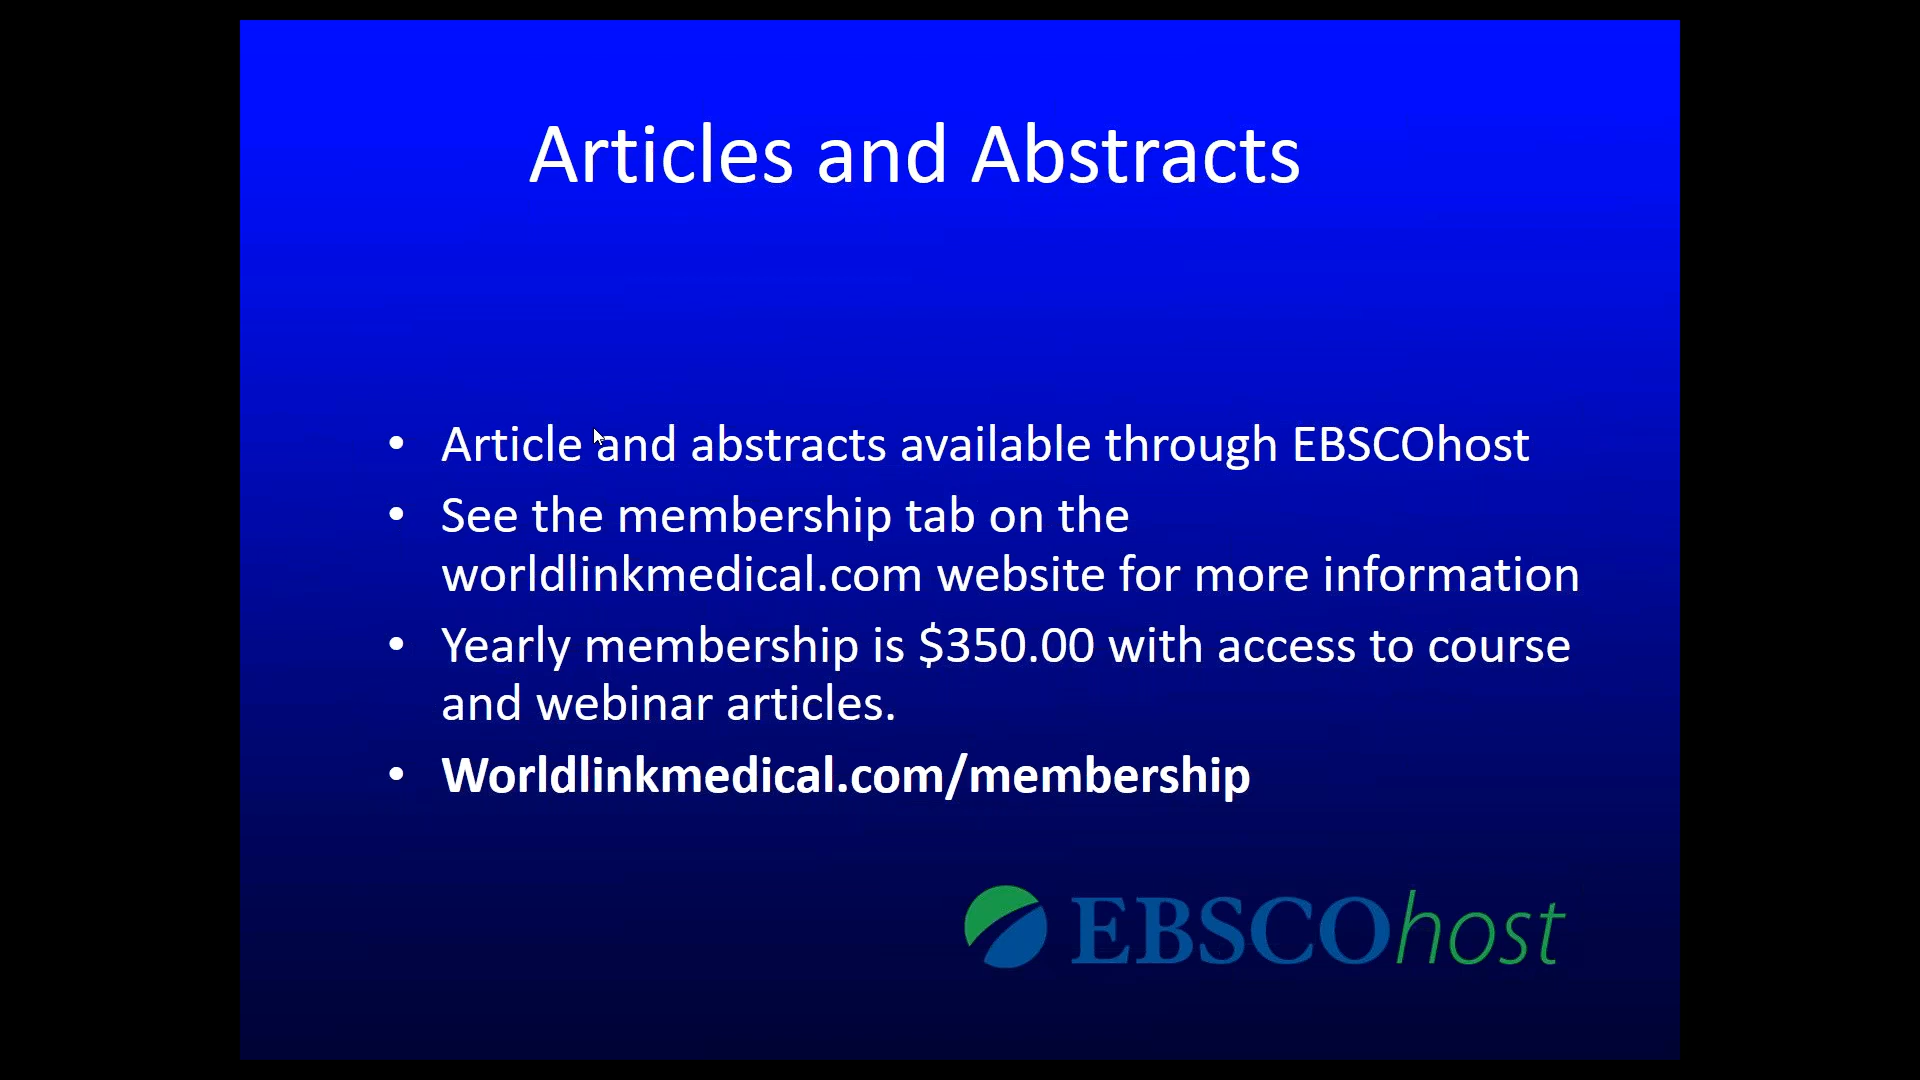 Articles and Abstracts
• Article and abstracts available through EBSCOhost
• See the membership tab on the
worldlinkmedical.com website for more information
• Yearly membership is $350.00 with access to course
and webinar articles.
• Worldlinkmedical.com/membership
EBSCOhost